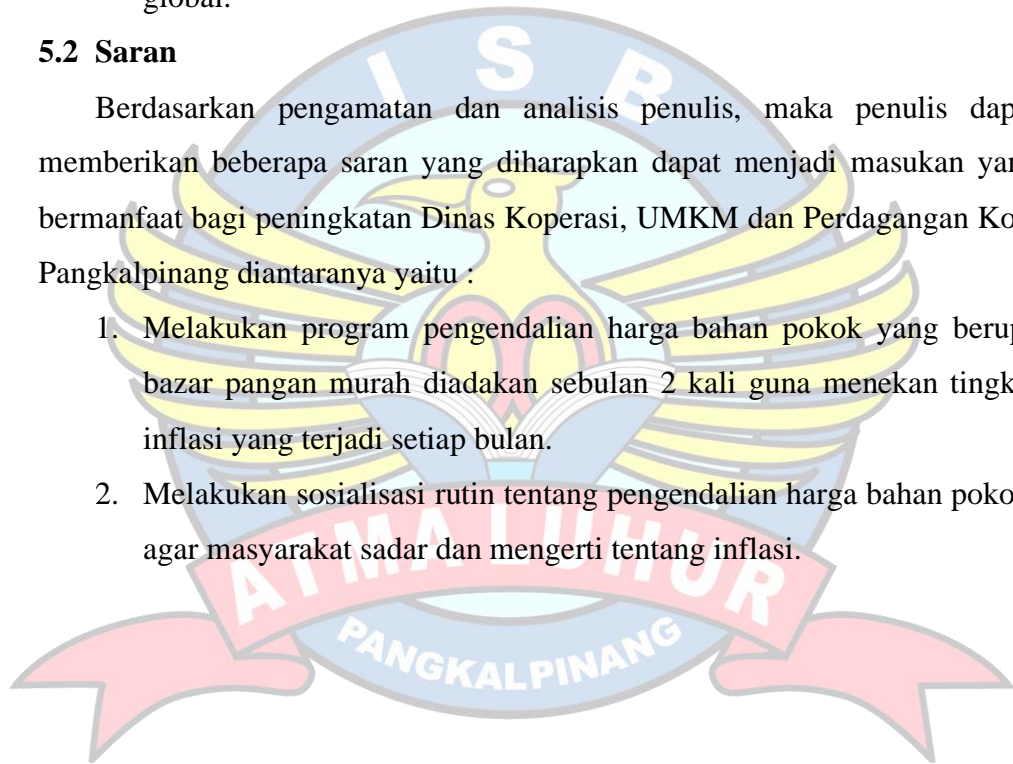 global.
5.2 Saran
Berdasarkan pengamatan dan analisis penulis, maka penulis dap
memberikan beberapa saran yang diharapkan dapat menjadi masukan yan
bermanfaat bagi peningkatan Dinas Koperasi, UMKM dan Perdagangan Ko
Pangkalpinang diantaranya yaitu :
1. Melakukan program pengendalian harga bahan pokok yang berup
bazar pangan murah diadakan sebulan 2 kali guna menekan tingk
inflasi yang terjadi setiap bulan.
2. Melakukan sosialisasi rutin tentang pengendalian harga bahan poko
agar masyarakat sadar dan mengerti tentang inflasi.
I S B
ATMA LUHUR
PANGKALPINANG